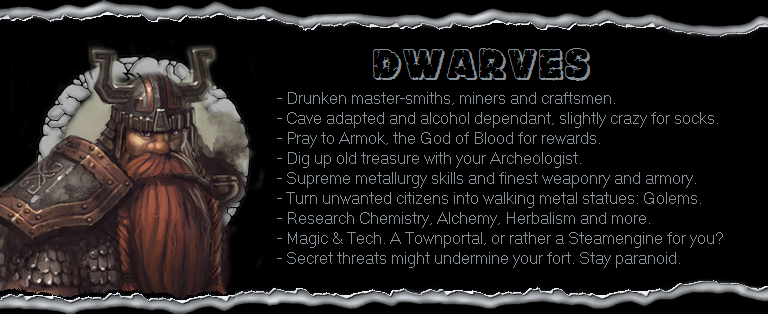 DWARVES
- Drunken master-smiths, miners and craftsmen.
- Cave adapted and alcohol dependant, slightly crazy for socks.
- Pray to Armok, the God of Blood for rewards.
- Dig up old treasure with your Archeologist.
- Supreme metallurgy skills and finest weaponry and armory.
- Turn unwanted citizens into walking metal statues: Golems.
- Research Chemistry, Alchemy, Herbalism and more.
- Magic & Tech. A Townportal, or rather a Steamengine for you?
- Secret threats might undermine your fort. Stay paranoid.